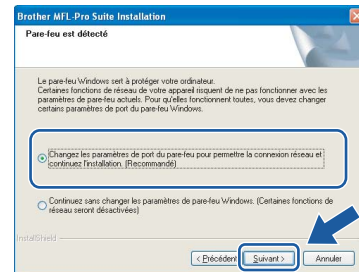 Brother MFL-Pro Suite Installation
Pare-feu est détecté
Le pare-feu Windows sert à protéger votre ordinateur.
Certaines fonctions de réseau de votre appareil risquent de ne pas fonctionner avec les
paramètres de pare-feu actuels. Pour qu'elles fonctionnent toutes, vous devez changer
certains paramètres de port du pare-feu Windows.
Changez les paramètres de port du pare-feu pour permettre la connexion réseau et
continuez l'installation. (Recommandé)
Continuez sans changer les paramètres de pare-feu Windows. (Certaines fonctions de
réseau seront désactivées)
InstallShield
< Précédent
Suivant >
Annuler